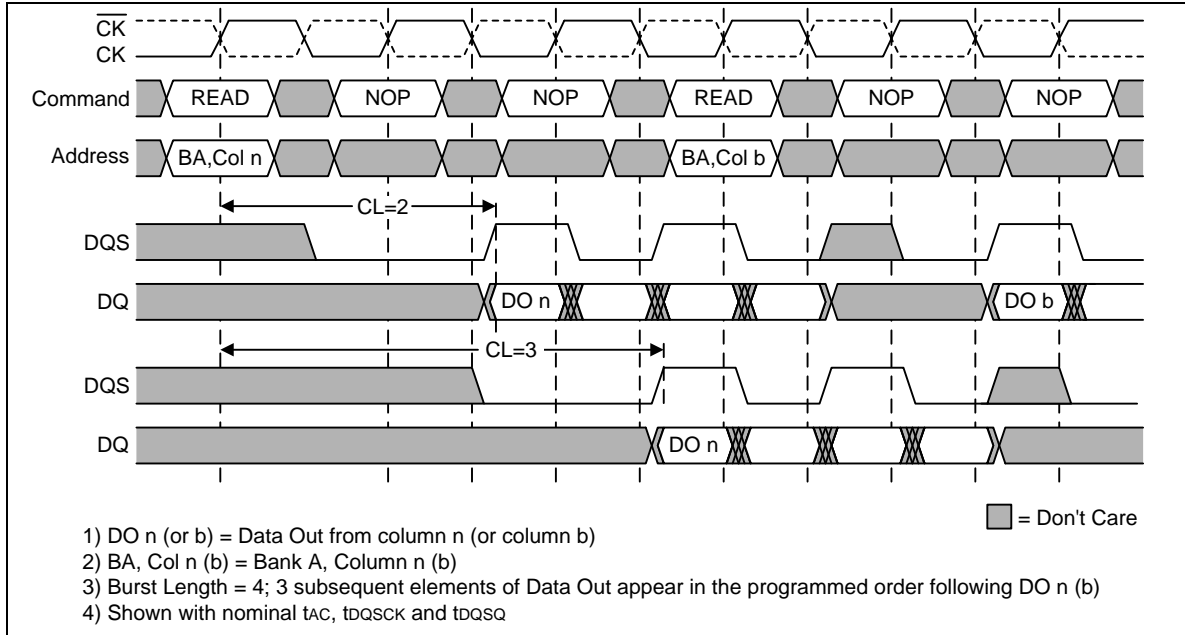 CK
CK
Command READ NOP NOP READ NOP NOP
Address BA,Col n BA,Col b
CL=2
DQS
DQ DO n DO b
CL=3
DQS
DQ DO n
= Don't Care
1) DO n (or b) = Data Out from column n (or column b)
2) BA, Col n (b) = Bank A, Column n (b)
3) Burst Length = 4; 3 subsequent elements of Data Out appear in the programmed order following DO n (b)
4) Shown with nominal tAC, tDQSCK and tDQSQ